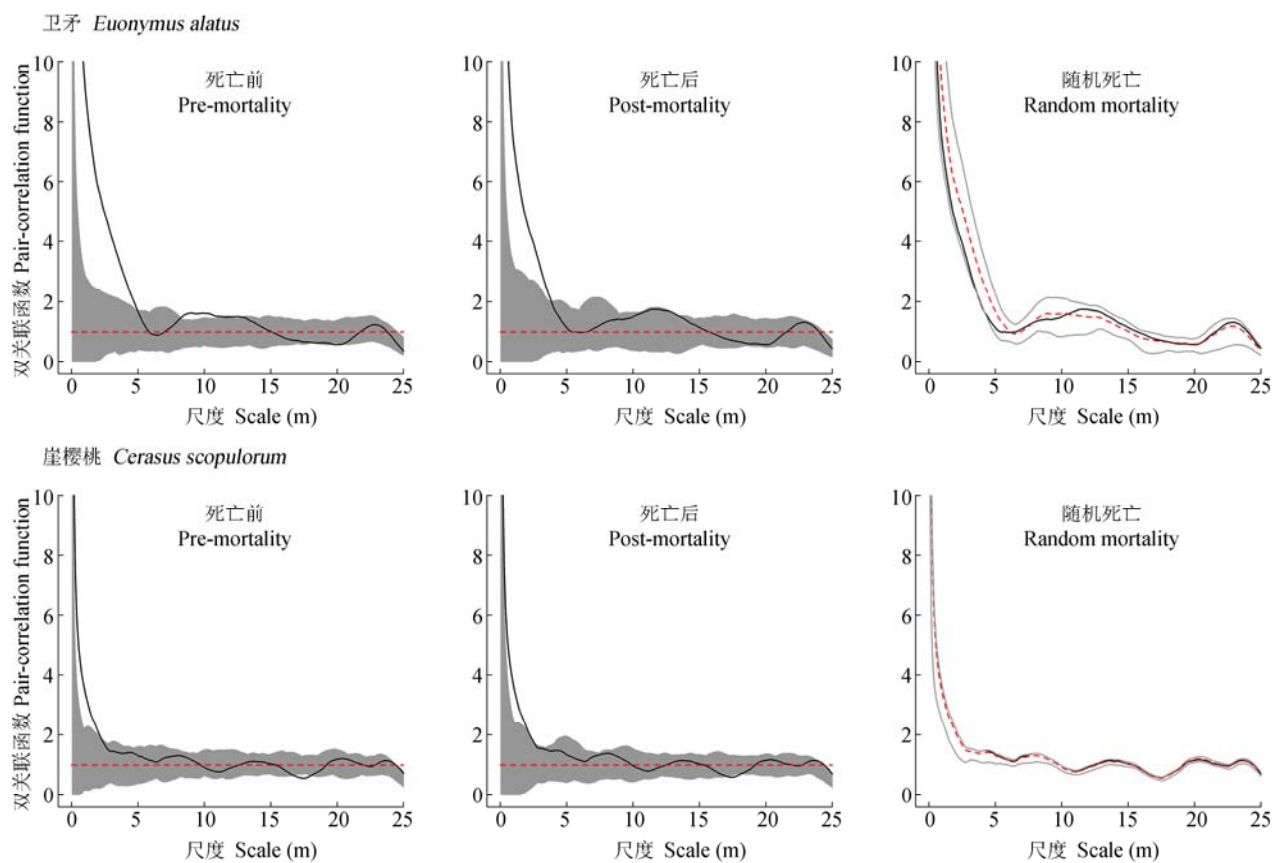 卫矛 Euonymus alatus
双关联函数 Pair-correlation function
10
8
6
4
2
0
死亡前
Pre-mortality
0 5 10 15 20 25
尺度 Scale (m)
10
8
6
4
2
0
死亡后
Post-mortality
0 5 10 15 20 25
尺度 Scale (m)
10
8
6
4
2
0
随机死亡
Random mortality
0 5 10 15 20 25
尺度 Scale (m)
崖樱桃 Cerasus scopulorum
双关联函数 Pair-correlation function
10
8
6
4
2
0
死亡前
Pre-mortality
0 5 10 15 20 25
尺度 Scale (m)
10
8
6
4
2
0
死亡后
Post-mortality
0 5 10 15 20 25
尺度 Scale (m)
10
8
6
4
2
0
随机死亡
Random mortality
0 5 10 15 20 25
尺度 Scale (m)